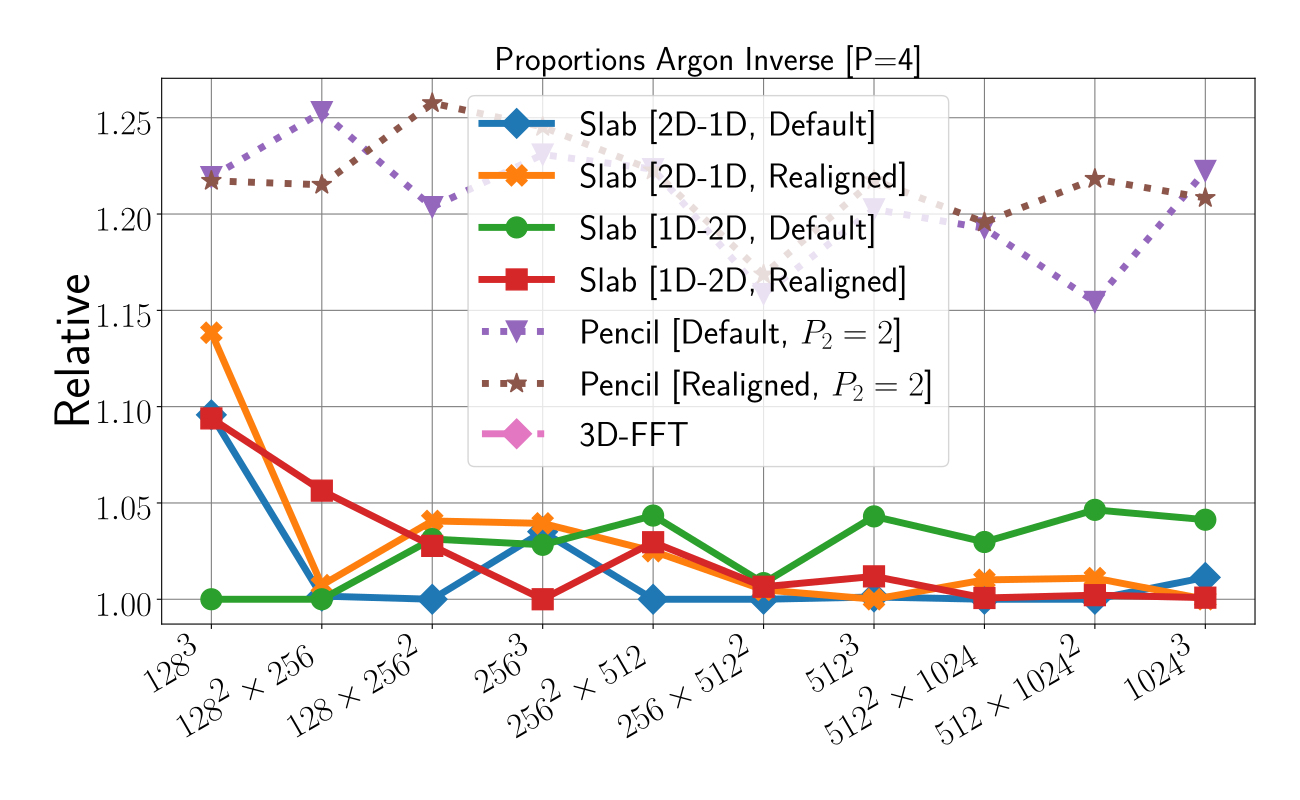 Proportions Argon Inverse [P=4]
Relative
1.25
1.20
1.15
1.10
1.05
1.00
Slab [2D-1D, Default]
Slab [2D-1D, Realigned]
Slab [1D-2D, Default]
Slab [1D-2D, Realigned]
Pencil [Default, P₂ = 2]
Pencil [Realigned, P₂ = 2]
3D-FFT
128³
128² × 256
128 × 256²
256³
256² × 512
256 × 512²
512³
512² × 1024
512 × 1024²
1024³